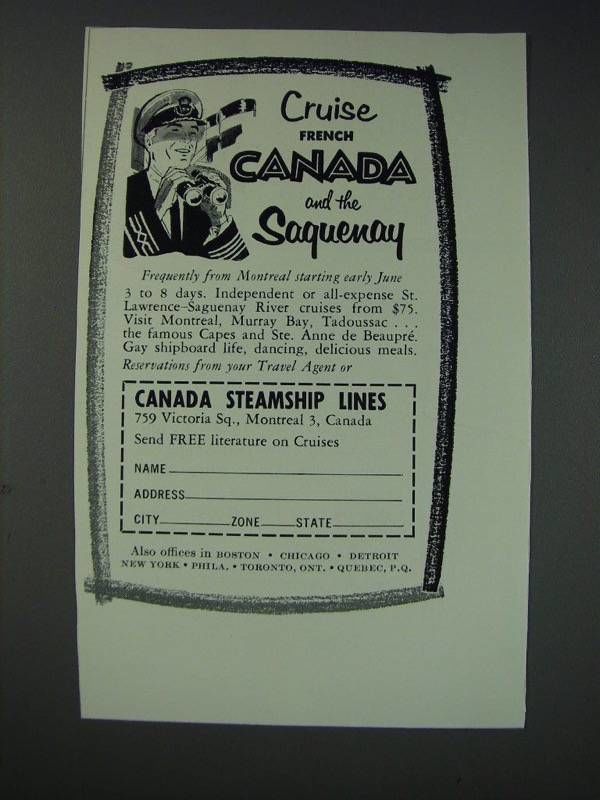 Cruise
FRENCH
CANADA
and the
Saguenay
Frequently from Montreal starting early June
3 to 8 days. Independent or all-expense St.
Lawrence–Saguenay River cruises from $75.
Visit Montreal, Murray Bay, Tadoussac . . .
the famous Capes and Ste. Anne de Beaupré.
Gay shipboard life, dancing, delicious meals.
Reservations from your Travel Agent or
CANADA STEAMSHIP LINES
759 Victoria Sq., Montreal 3, Canada
Send FREE literature on Cruises
NAME
ADDRESS
CITY ZONE STATE
Also offices in BOSTON • CHICAGO • DETROIT
NEW YORK • PHILA. • TORONTO, ONT. • QUEBEC, P.Q.